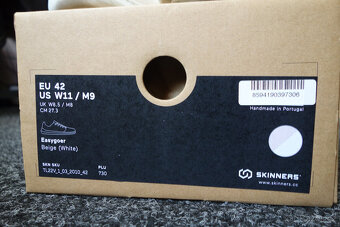 EU 42
US W11 / M9
UK W8.5 / M8
CM 27.3
Easygoer
Beige (White)
SKN SKU
TL22V_1_03_2010_42
PLU
730
8594190397306
Handmade in Portugal
SKINNERS
www.skinners.cc